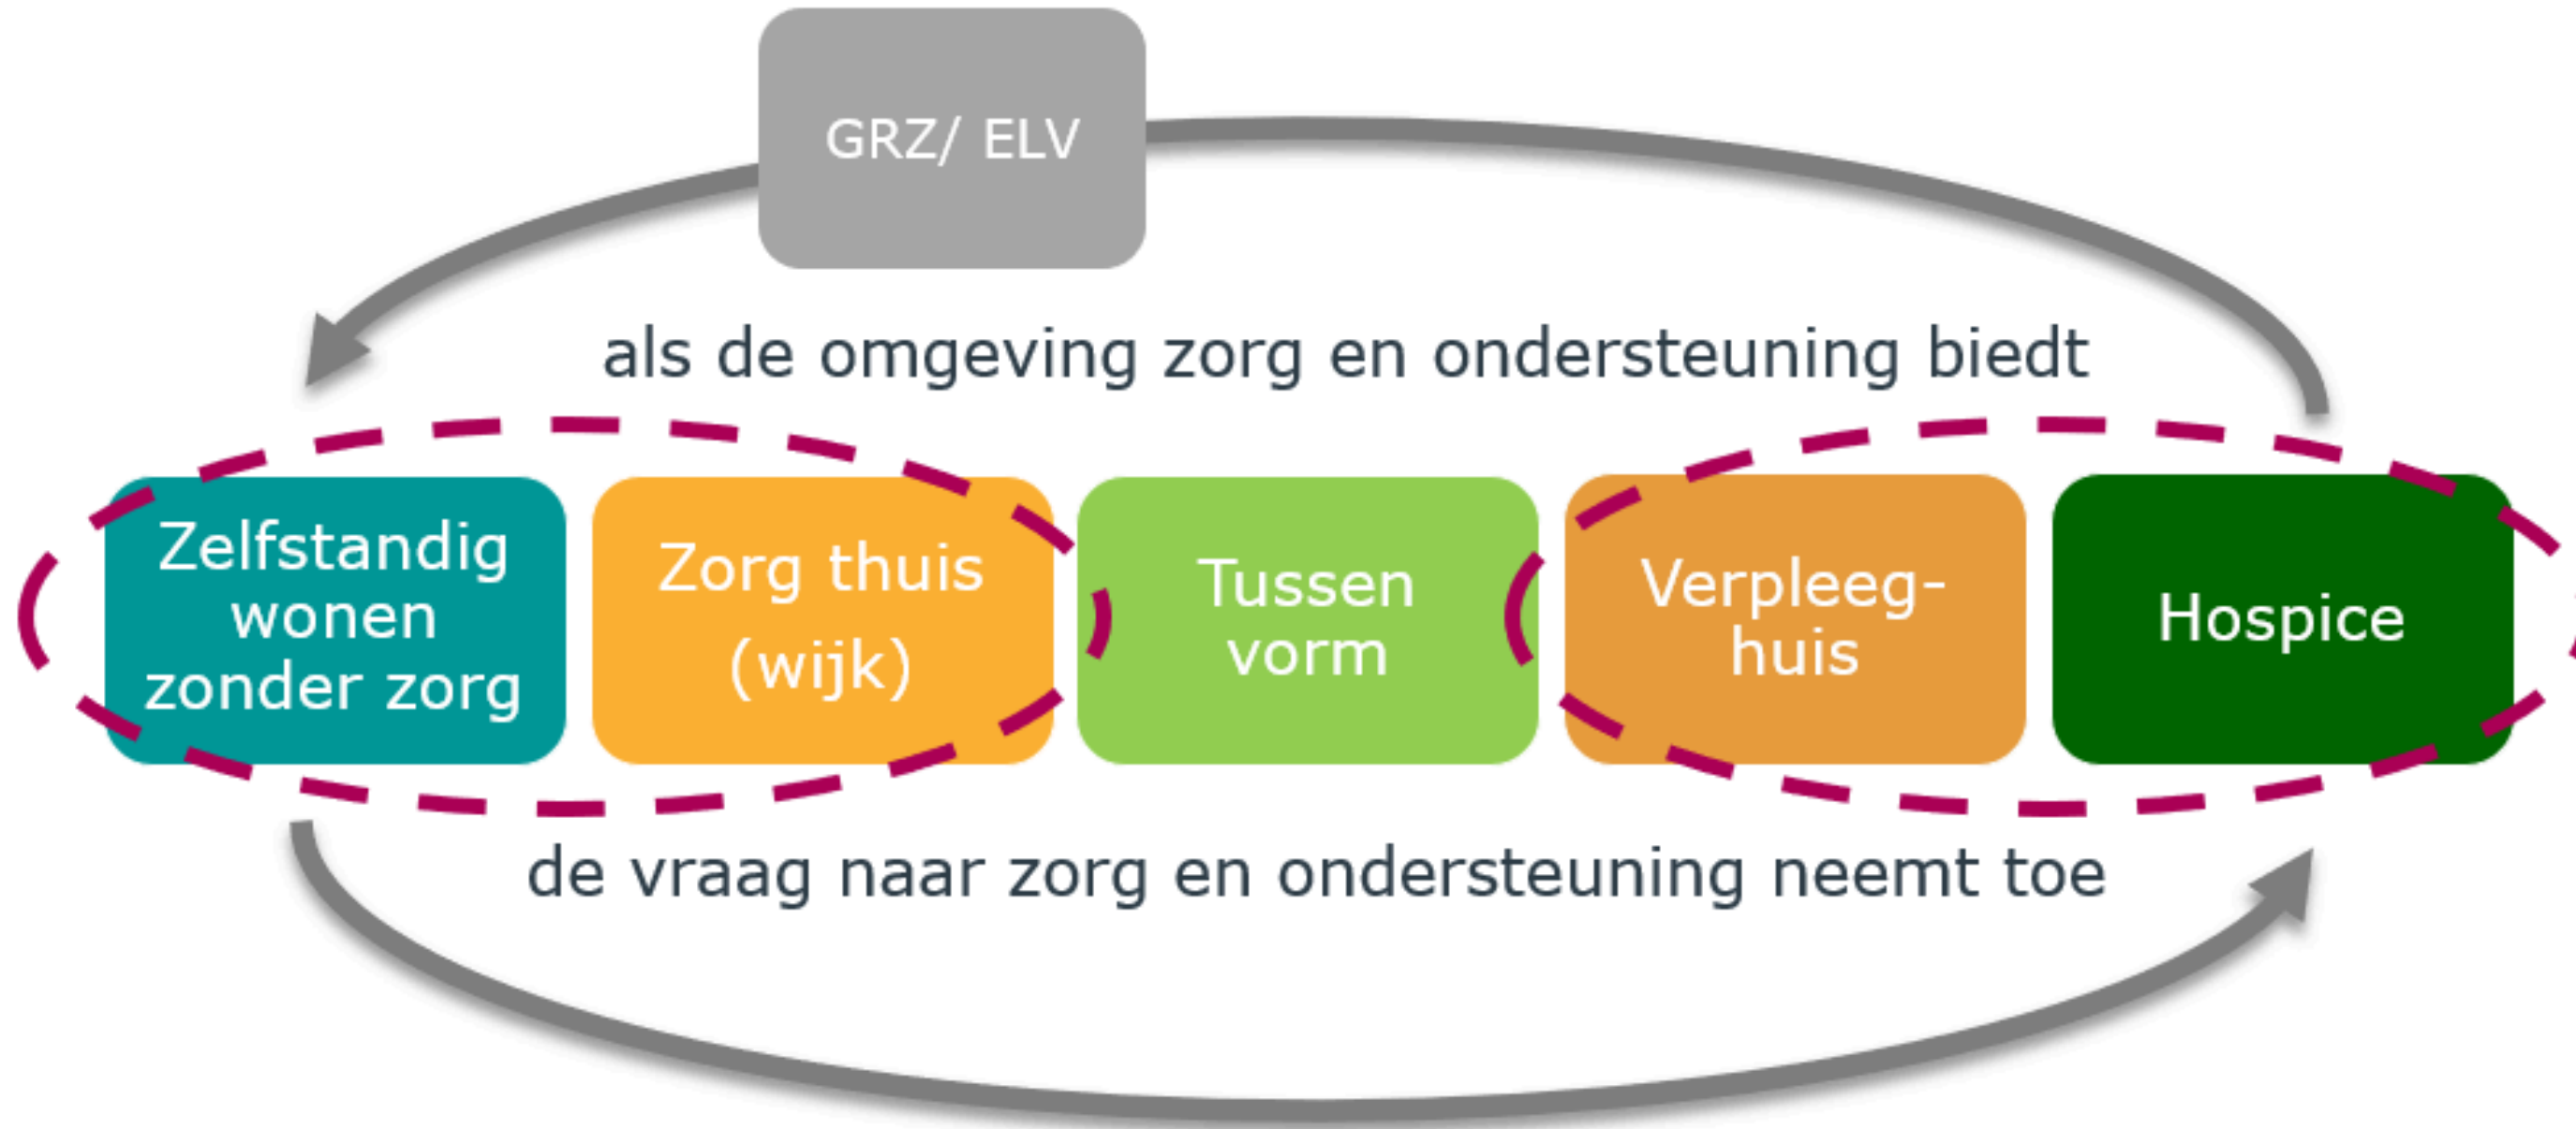 GRZ/ ELV
als de omgeving zorg en ondersteuning biedt
Zelfstandig
wonen
zonder zorg
Zorg thuis
(wijk)
Tussen
vorm
Verpleeg-
huis
Hospice
de vraag naar zorg en ondersteuning neemt toe